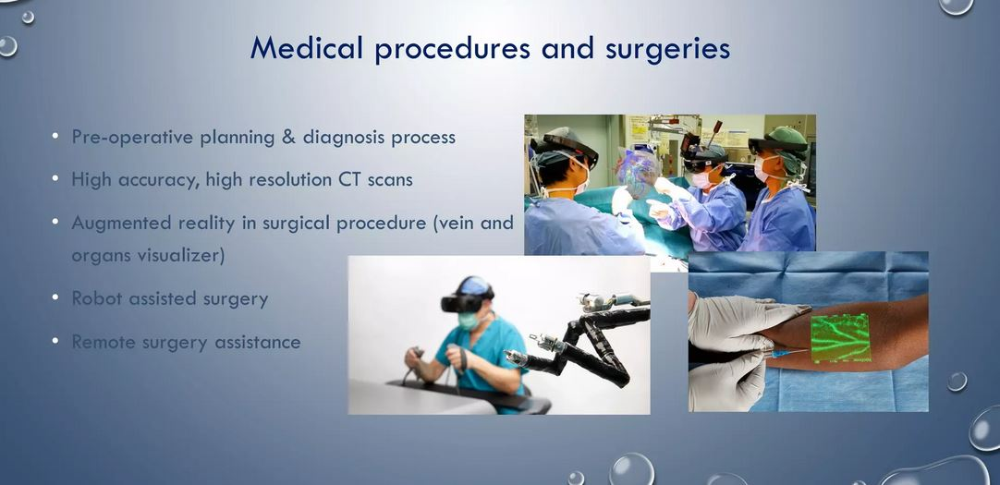 Medical procedures and surgeries
Pre-operative planning & diagnosis process
High accuracy, high resolution CT scans
Augmented reality in surgical procedure (vein and
organs visualizer)
Robot assisted surgery
Remote surgery assistance